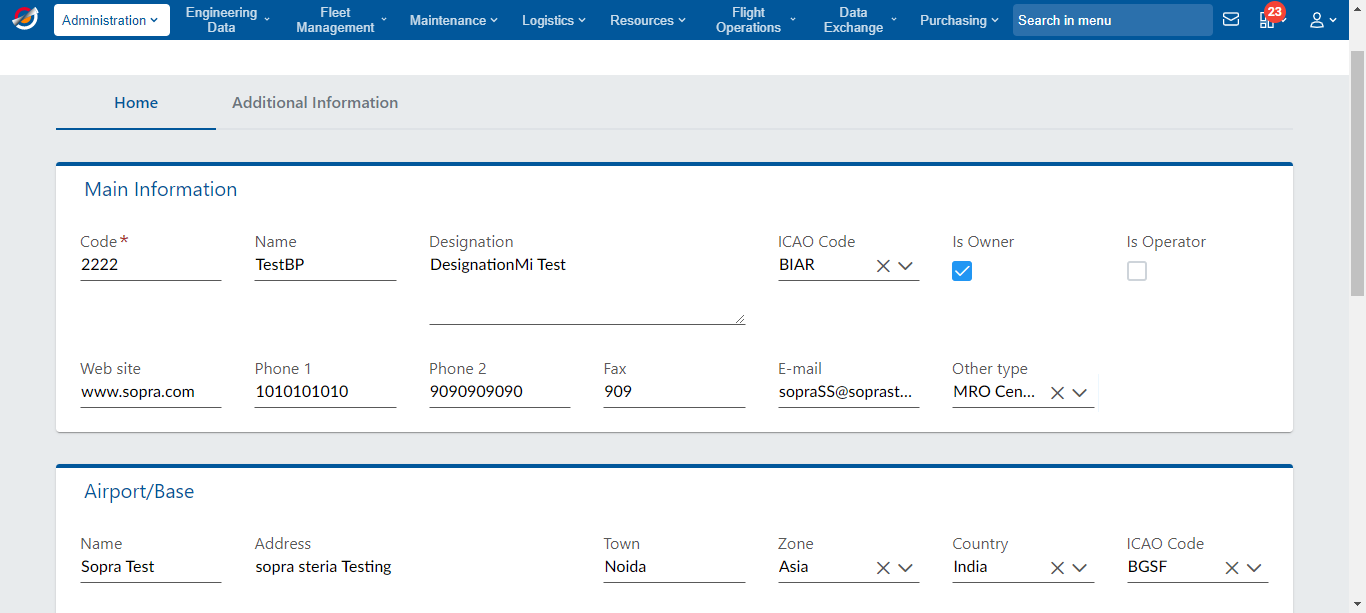 Administration
Engineering Data
Fleet Management
Maintenance
Logistics
Resources
Flight Operations
Data Exchange
Purchasing
Search in menu
23
Home
Additional Information
Main Information
Code*
Name
Designation
ICAO Code
Is Owner
Is Operator
2222
TestBP
DesignationMi Test
BIAR
Web site
Phone 1
Phone 2
Fax
E-mail
Other type
www.sopra.com
1010101010
9090909090
909
sopraSS@soprast...
MRO Cen...
Airport/Base
Name
Address
Town
Zone
Country
ICAO Code
Sopra Test
sopra steria Testing
Noida
Asia
India
BGSF